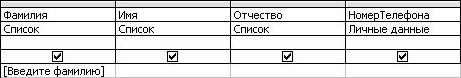 Фамилия Имя Отчество НомерТелефона
Список Список Список Личные данные
[Введите фамилию]